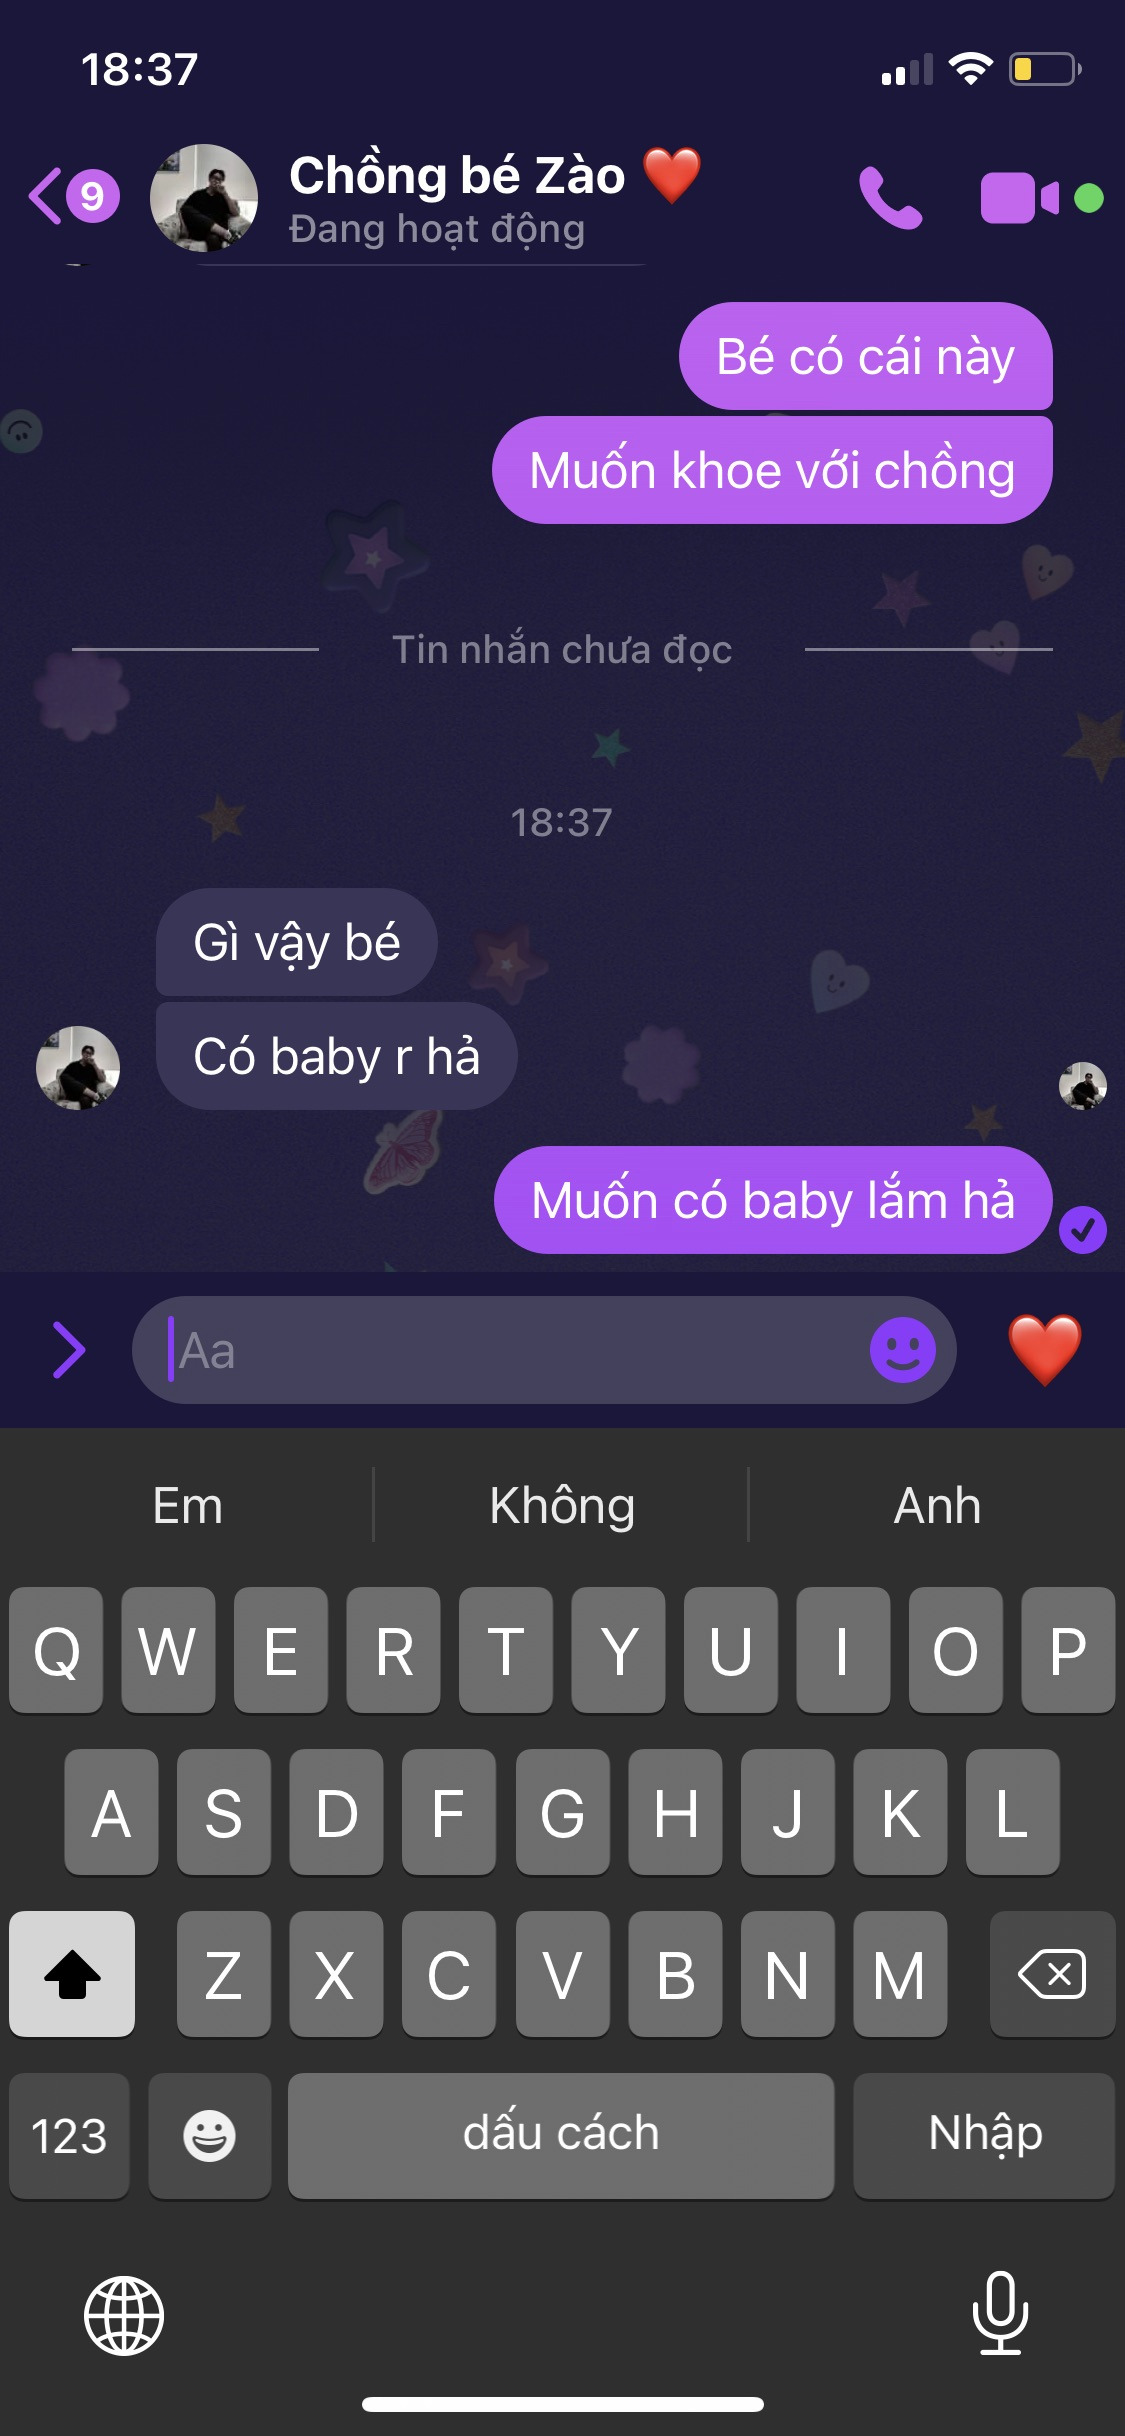 18:37
9
Chồng bé Zào ❤️
Đang hoạt động
Bé có cái này
Muốn khoe với chồng
Tin nhắn chưa đọc
18:37
Gì vậy bé
Có baby r hả
Muốn có baby lắm hả
Aa
Em Không Anh
Q W E R T Y U I O P
A S D F G H J K L
Z X C V B N M
123 dấu cách Nhập